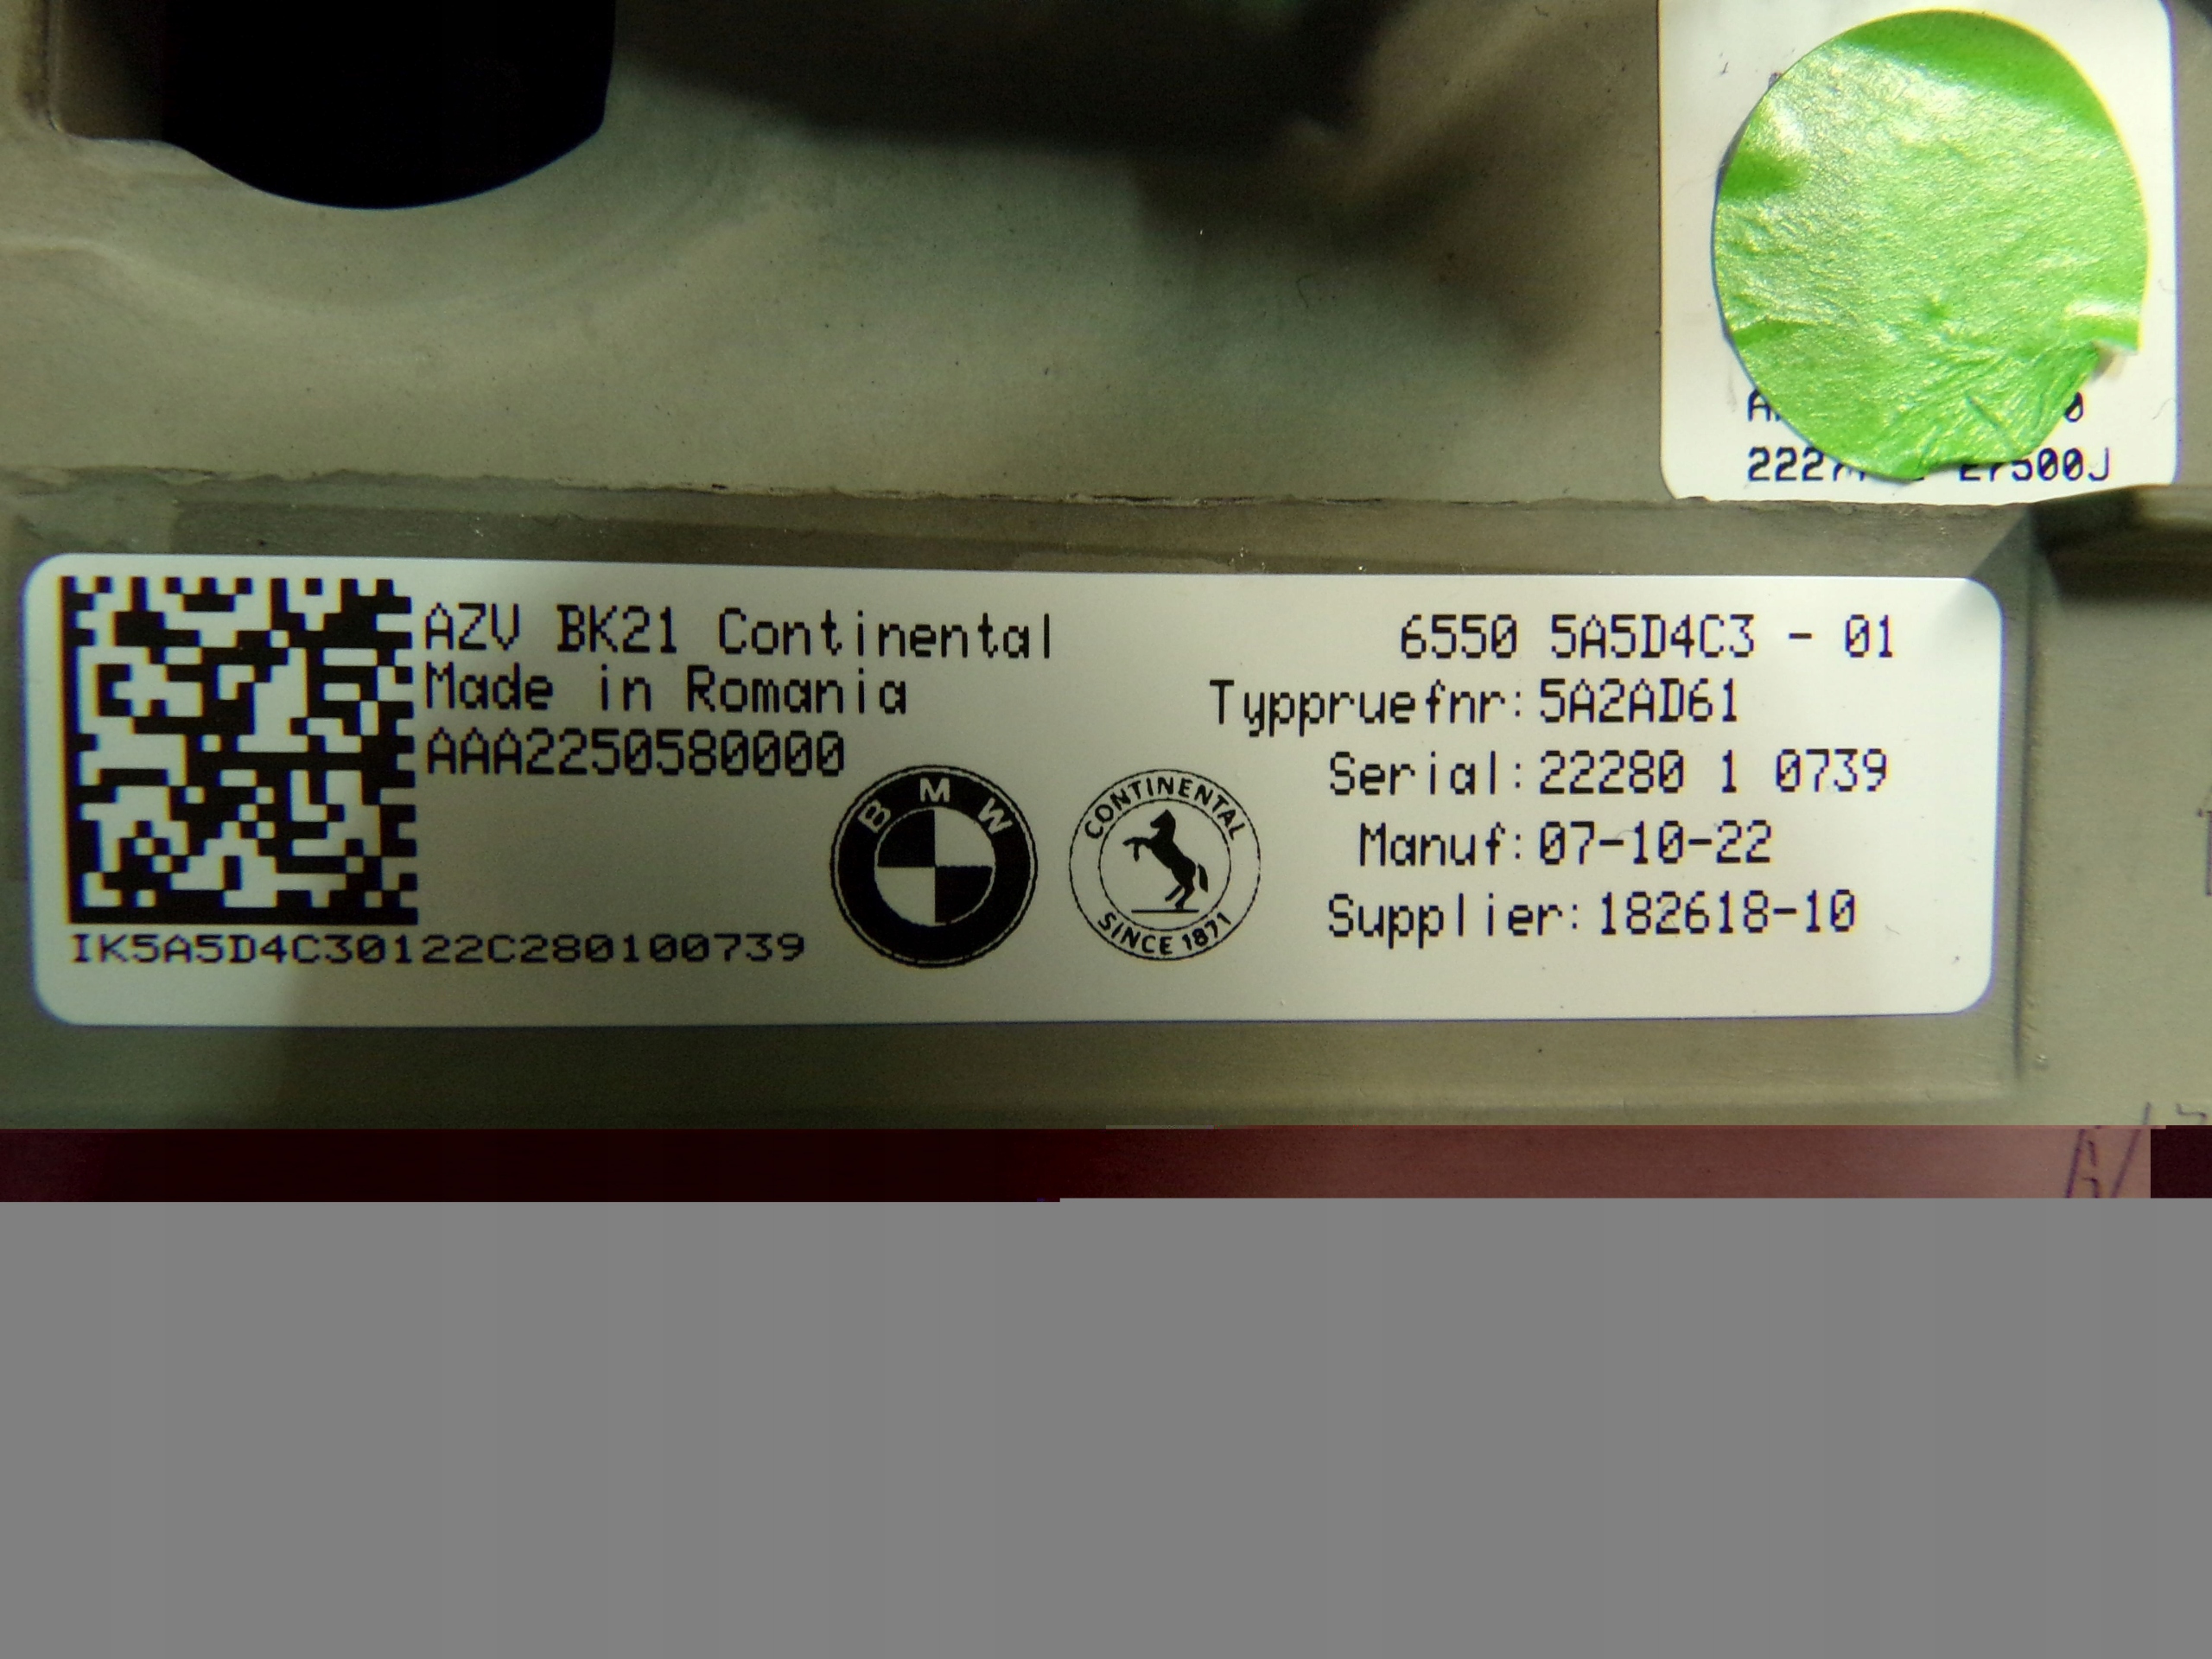 AZV BK21 Continental
Made in Romania
AAA2250580000
IK5A5D4C30122C280100739
BMW
CONTINENTAL
SINCE 1871
6550 5A5D4C3 - 01
Typpruefnr:5A2AD61
Serial:22280 1 0739
Manuf:07-10-22
Supplier:182618-10